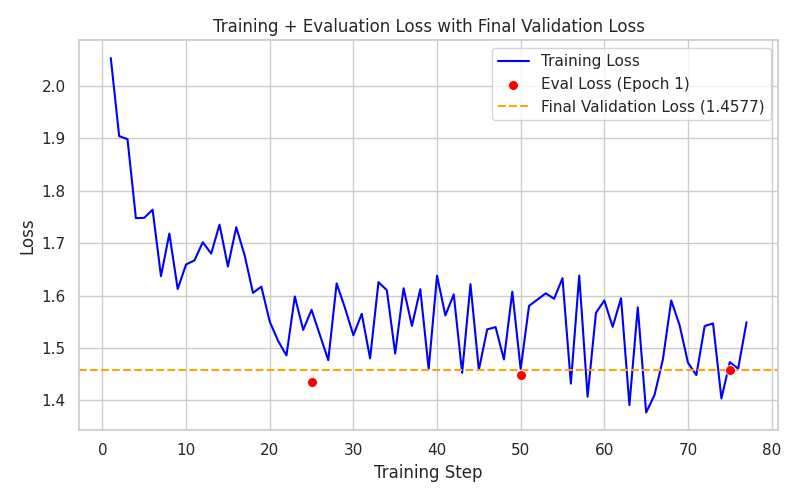 Training + Evaluation Loss with Final Validation Loss
Training Loss
Eval Loss (Epoch 1)
Final Validation Loss (1.4577)
Loss
2.0
1.9
1.8
1.7
1.6
1.5
1.4
0 10 20 30 40 50 60 70 80
Training Step